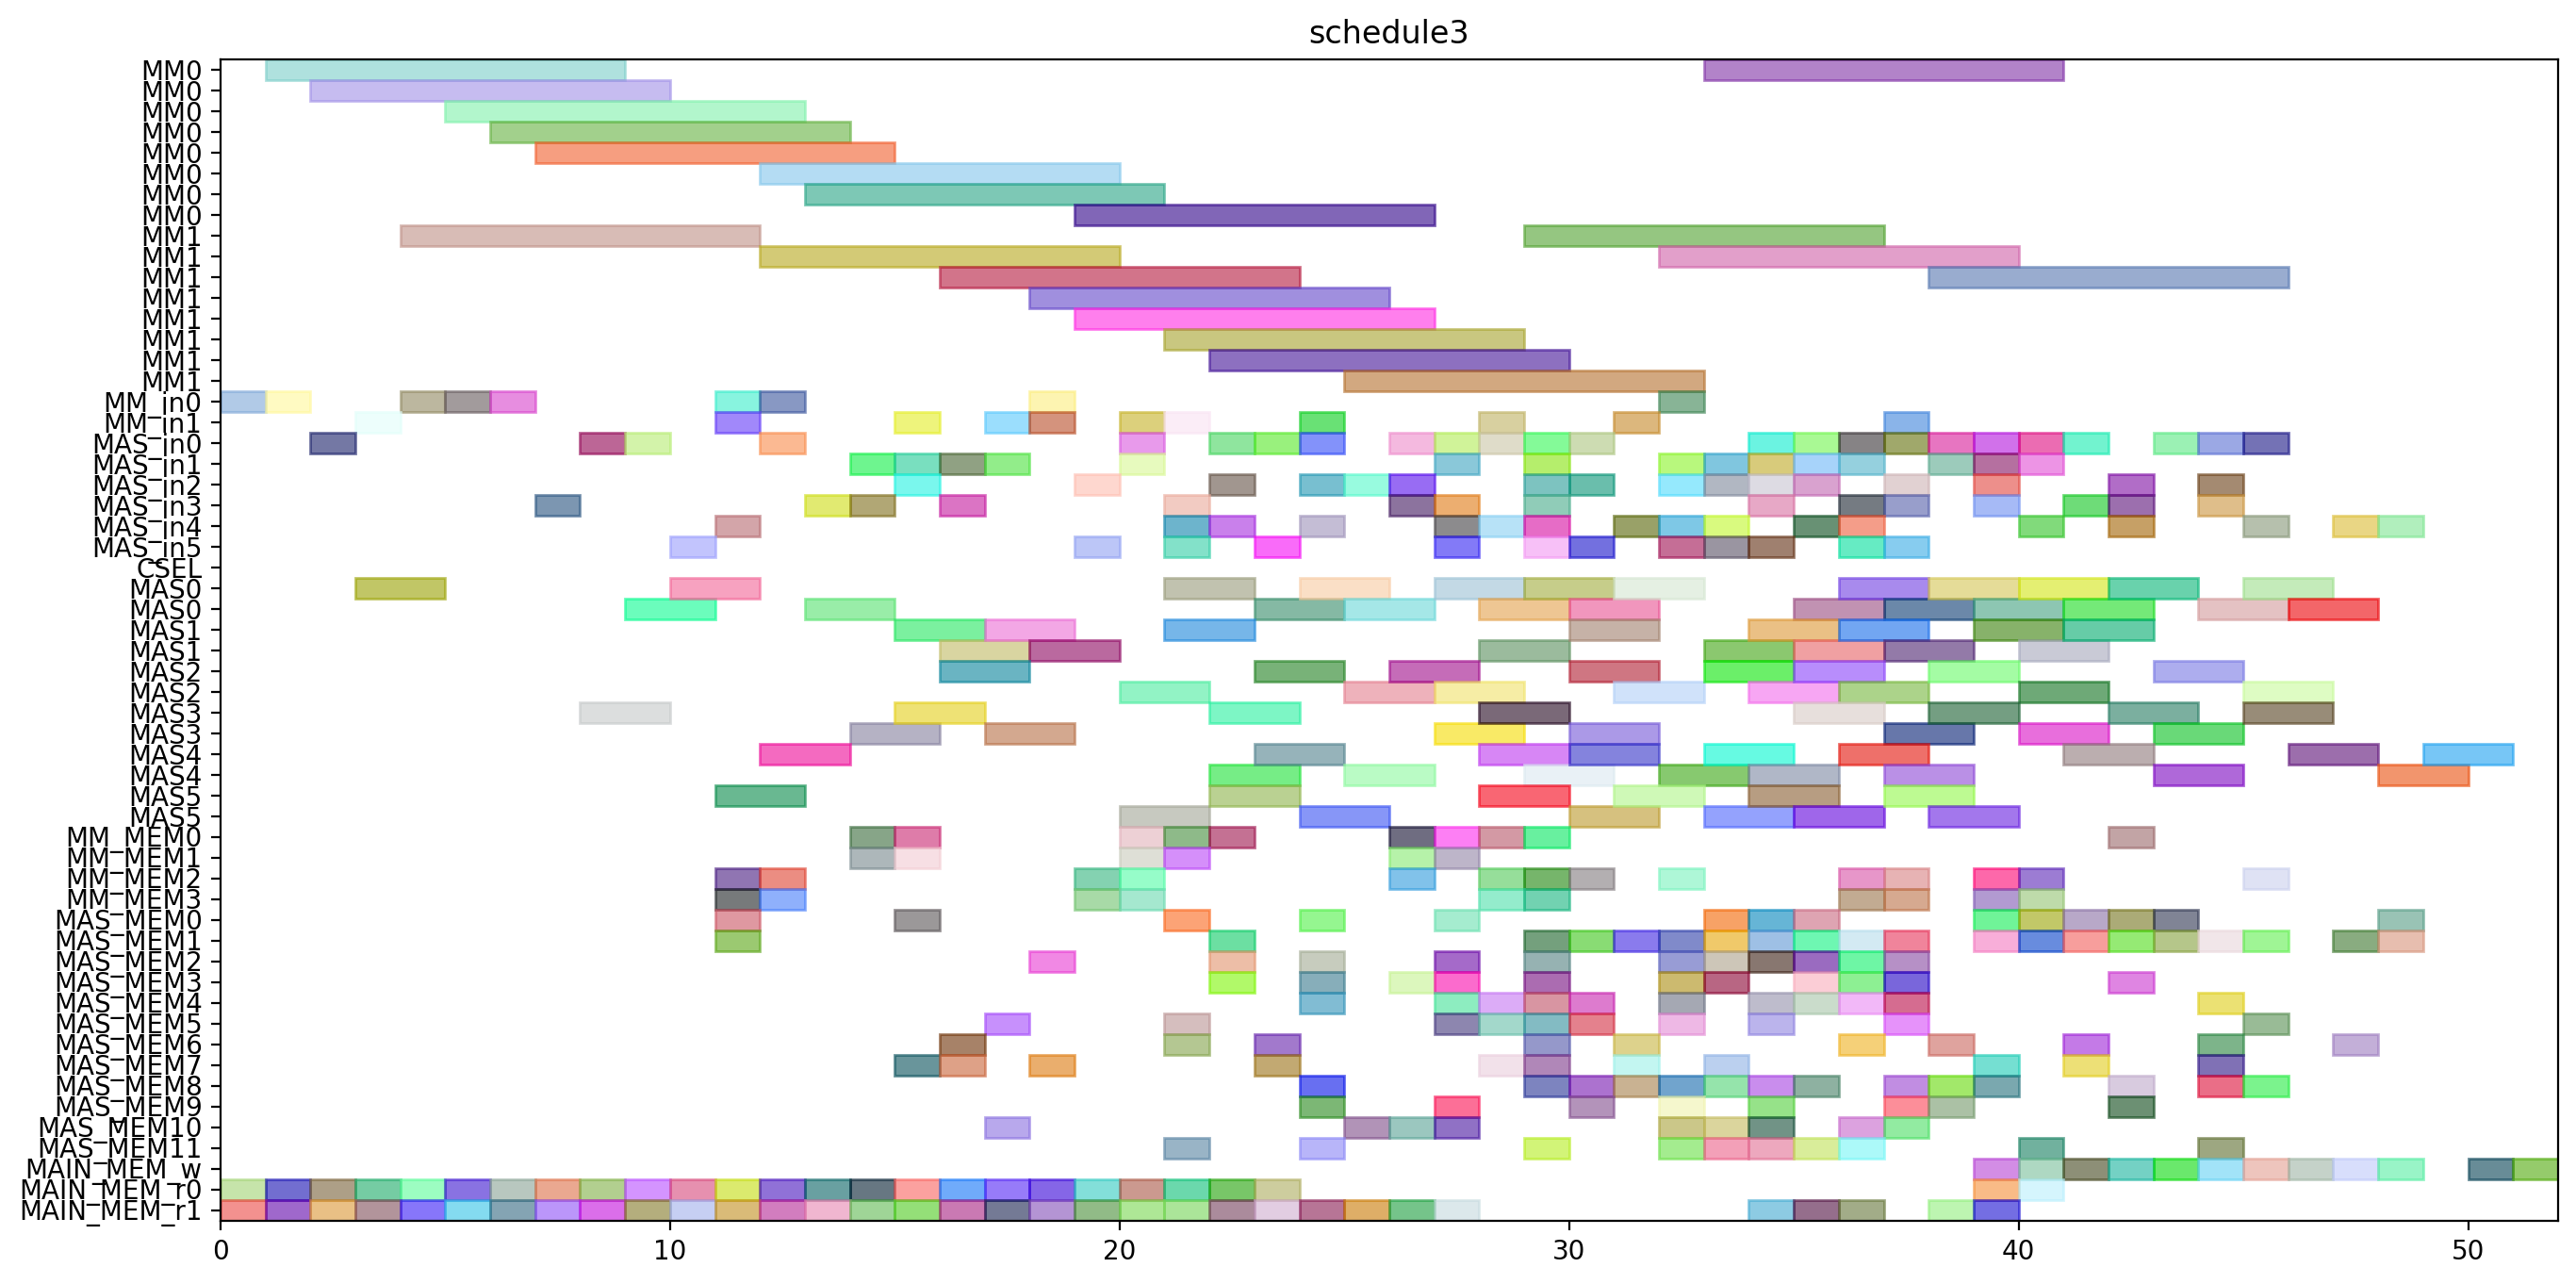 schedule3
MM0
MM0
MM0
MM0
MM0
MM0
MM0
MM0
MM1
MM1
MM1
MM1
MM1
MM1
MM1
MM1
MM_in0
MM_in1
MAS_in0
MAS_in1
MAS_in2
MAS_in3
MAS_in4
MAS_in5
CSEL
MAS0
MAS0
MAS1
MAS1
MAS2
MAS2
MAS3
MAS3
MAS4
MAS4
MAS5
MAS5
MM_MEM0
MM_MEM1
MM_MEM2
MM_MEM3
MAS_MEM0
MAS_MEM1
MAS_MEM2
MAS_MEM3
MAS_MEM4
MAS_MEM5
MAS_MEM6
MAS_MEM7
MAS_MEM8
MAS_MEM9
MAS_MEM10
MAS_MEM11
MAIN_MEM_w
MAIN_MEM_r0
MAIN_MEM_r1
0 10 20 30 40 50